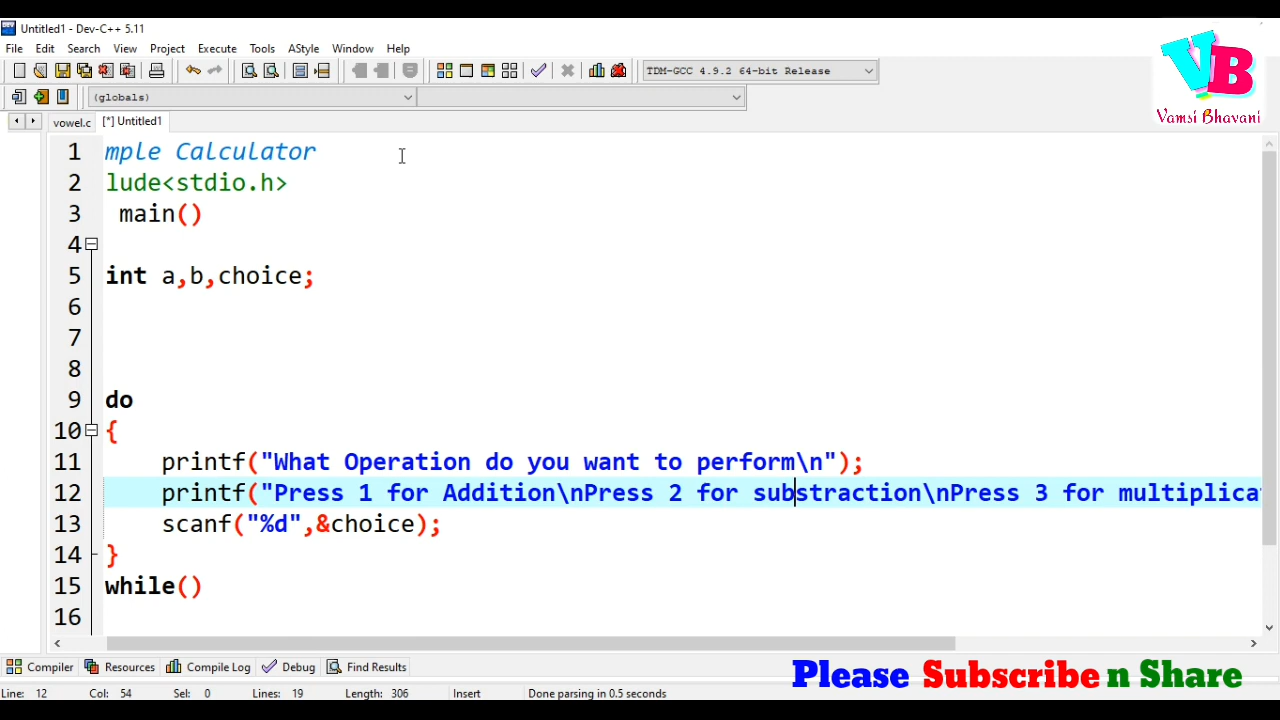 Untitled1 - Dev-C++ 5.11
File Edit Search View Project Execute Tools AStyle Window Help
TDM-GCC 4.9.2 64-bit Release
(globals)
VB
Vamsi Bhavani
vowel.c [*] Untitled1
1 mple Calculator
2 lude<stdio.h>
3 main()
4
5 int a,b,choice;
6
7
8
9 do
10 {
11 printf("What Operation do you want to perform\n");
12 printf("Press 1 for Addition\nPress 2 for substraction\nPress 3 for multiplica
13 scanf("%d",&choice);
14 }
15 while()
16
Compiler Resources Compile Log Debug Find Results
Please Subscribe n Share
Line: 12 Col: 54 Sel: 0 Lines: 19 Length: 306 Insert Done parsing in 0.5 seconds